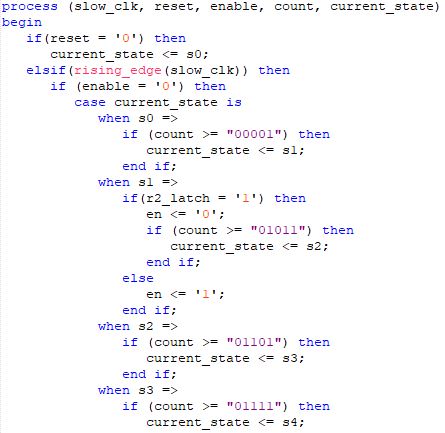 process (slow_clk, reset, enable, count, current_state)
begin
    if(reset = '0') then
        current_state <= s0;
    elsif(rising_edge(slow_clk)) then
        if (enable = '0') then
            case current_state is
                when s0 =>
                    if (count >= "00001") then
                        current_state <= s1;
                    end if;
                when s1 =>
                    if(r2_latch = '1') then
                        en <= '0';
                        if (count >= "01011") then
                            current_state <= s2;
                        end if;
                    else
                        en <= '1';
                    end if;
                when s2 =>
                    if (count >= "01101") then
                        current_state <= s3;
                    end if;
                when s3 =>
                    if (count >= "01111") then
                        current_state <= s4;